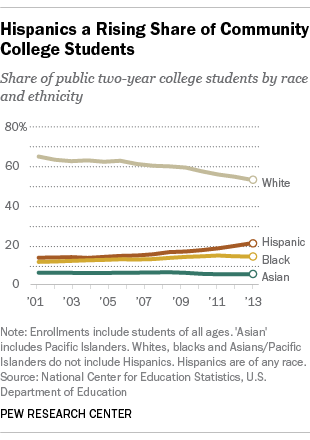 Hispanics a Rising Share of Community
College Students
Share of public two-year college students by race
and ethnicity
80%
60
40
20
0
White
Hispanic
Black
Asian
'01 '03 '05 '07 '09 '11 '13
Note: Enrollments include students of all ages. 'Asian'
includes Pacific Islanders. Whites, blacks and Asians/Pacific
Islanders do not include Hispanics. Hispanics are of any race.
Source: National Center for Education Statistics, U.S.
Department of Education
PEW RESEARCH CENTER